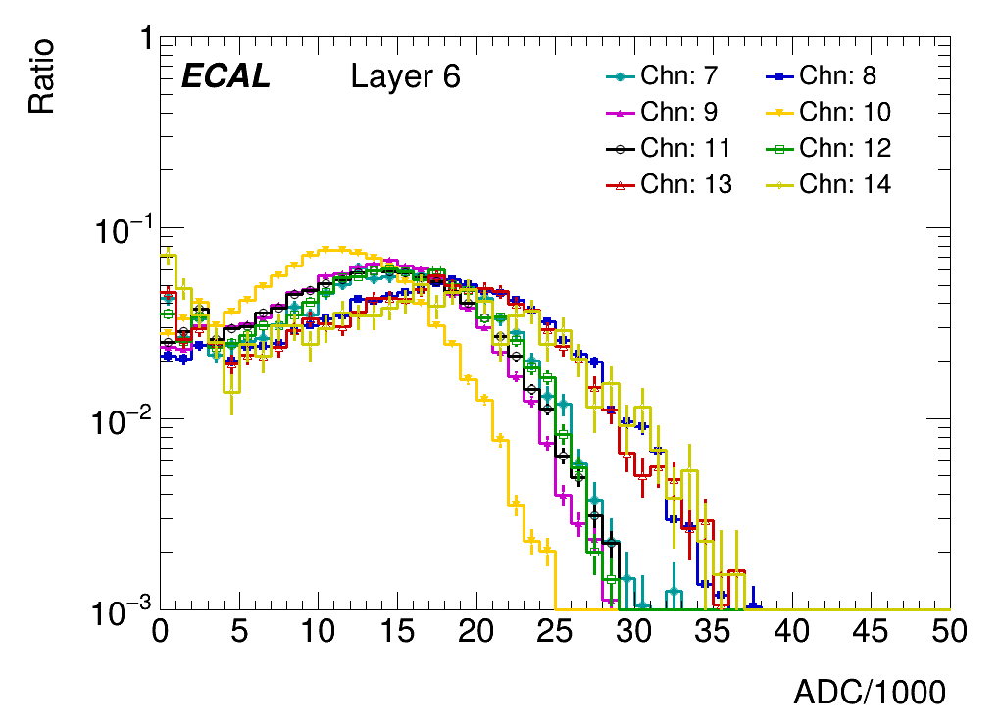 Ratio
1
ECAL Layer 6
Chn: 7 Chn: 8
Chn: 9 Chn: 10
Chn: 11 Chn: 12
Chn: 13 Chn: 14
10⁻¹
10⁻²
10⁻³
0 5 10 15 20 25 30 35 40 45 50
ADC/1000